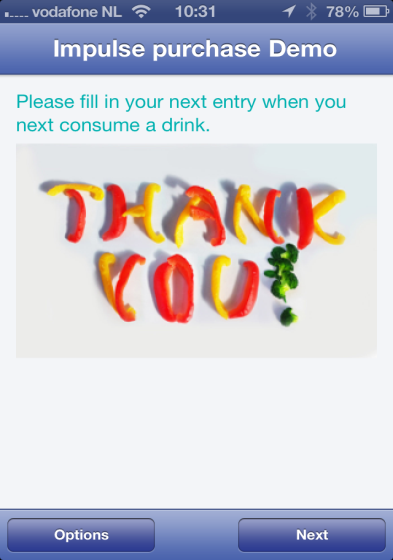 vodafone NL 10:31 78%
Impulse purchase Demo
Please fill in your next entry when you
next consume a drink.
THANK
YOU!
Options Next